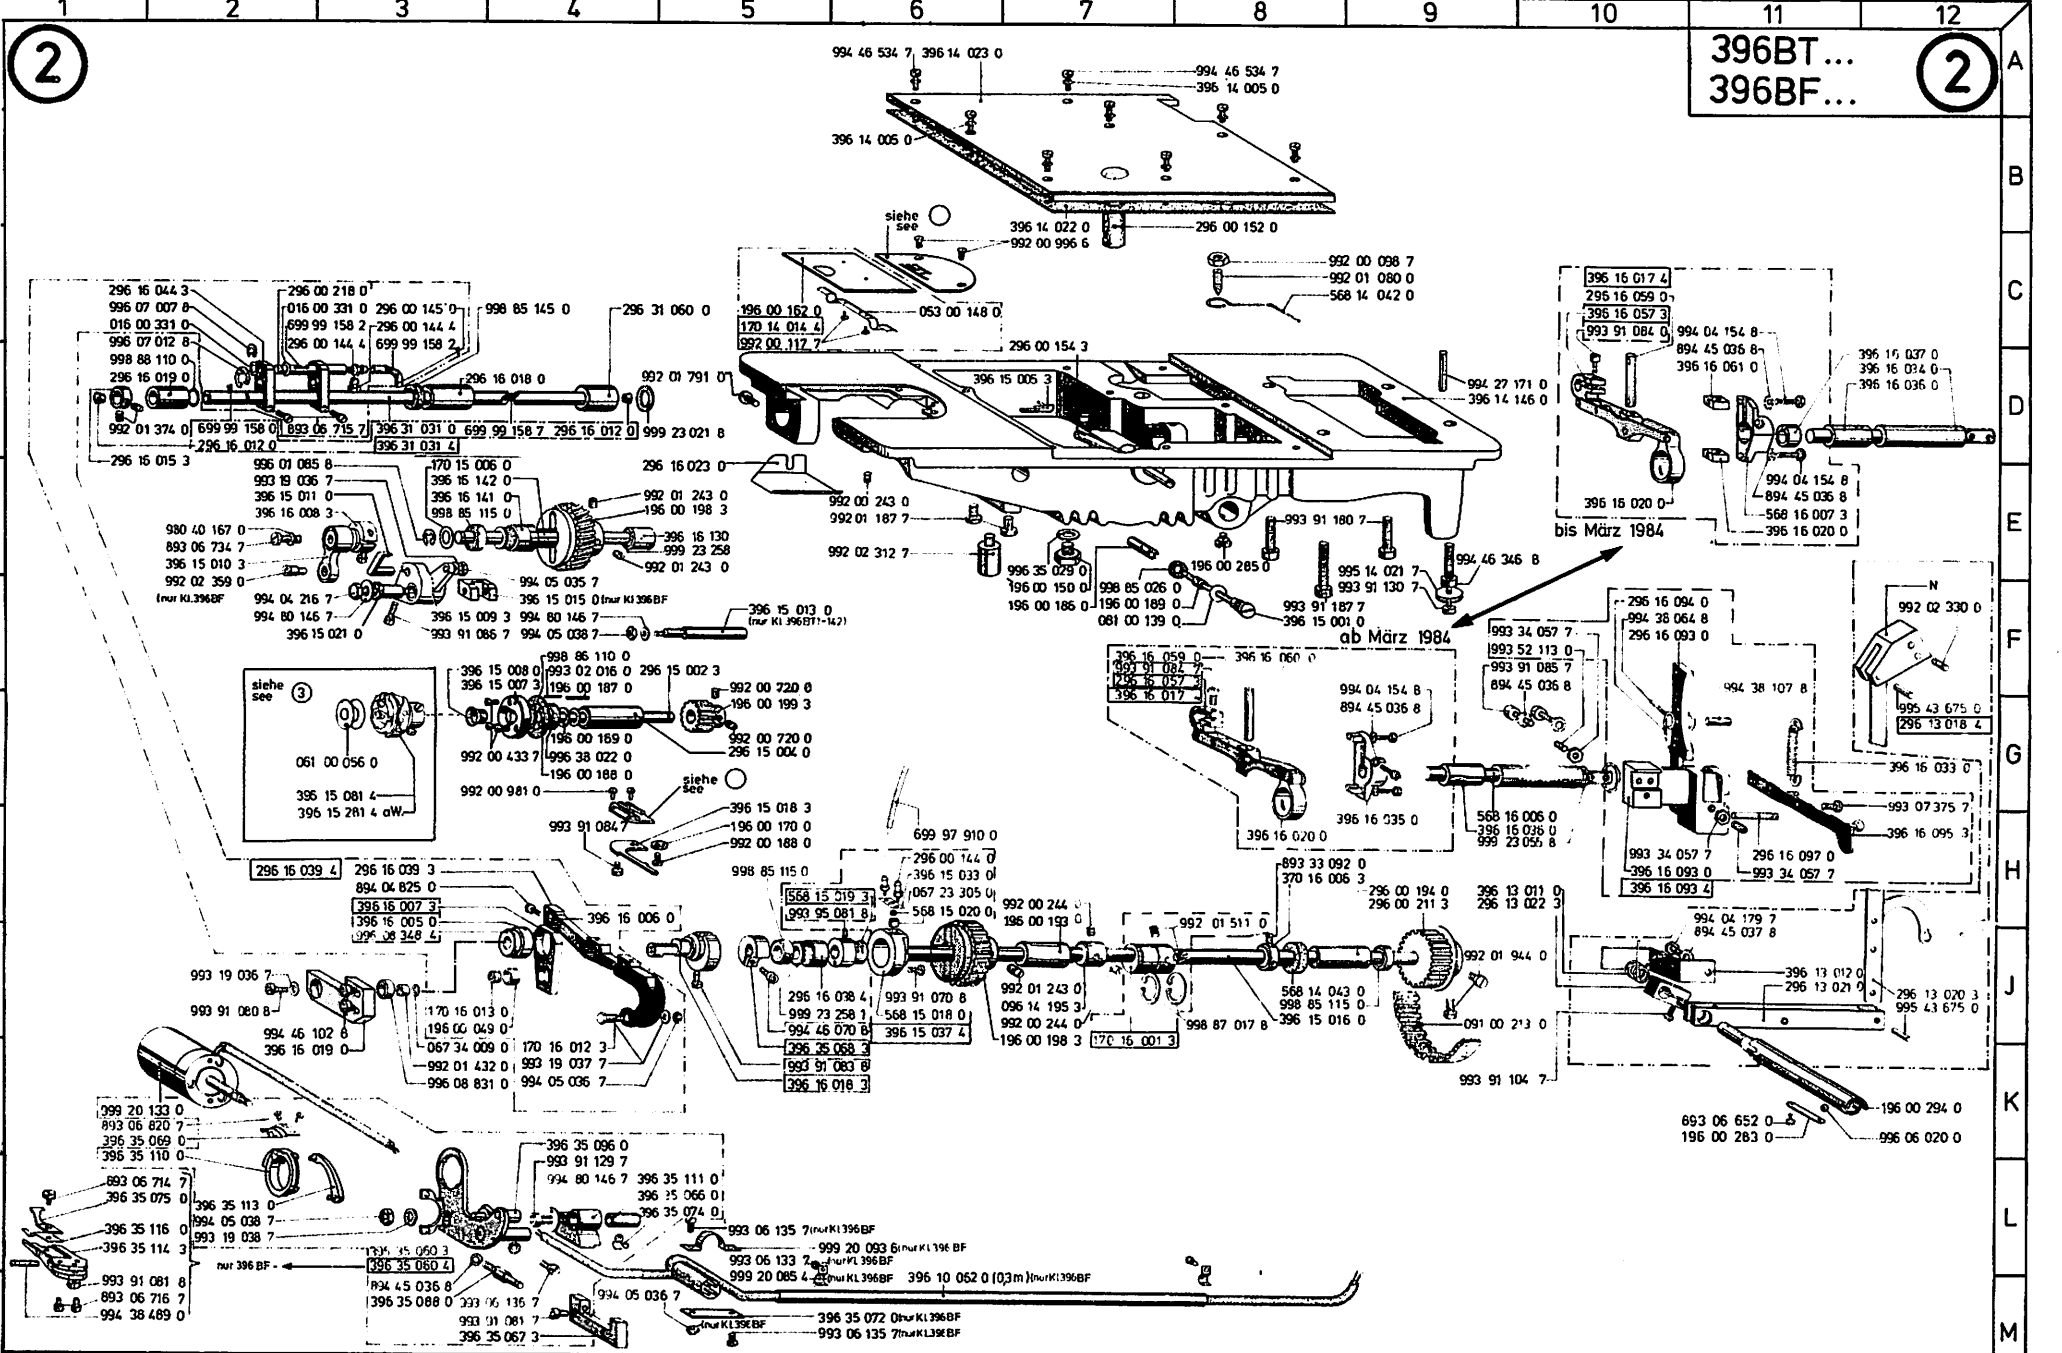 1 2 3 4 5 6 7 8 9 10 11 12
A
B
C
D
E
F
G
H
J
K
L
M
2
396BT...
396BF...
2
994 46 534 7
396 14 023 0
994 46 534 7
396 14 005 0
396 14 005 0
396 14 022 0
296 00 152 0
siehe
see
992 00 996 6
196 00 162 0
170 14 014 4
992 00 117 7
053 00 148 0
992 00 098 7
992 01 080 0
568 14 042 0
296 16 044 3
996 07 007 8
016 00 331 0
996 07 012 8
998 88 110 0
296 16 019 0
296 00 218 0
016 00 331 0
699 99 158 2
296 00 144 4
296 00 145 0
296 00 144 4
699 99 158 2
998 85 145 0
296 31 060 0
296 16 018 0
992 01 374 0
699 99 158 0
893 06 715 7
396 31 031 0
699 99 158 7
296 16 012 0
999 23 021 8
296 16 012 0
396 31 031 4
296 16 015 3
992 01 791 0
296 00 154 3
396 15 005 3
994 27 171 0
396 14 146 0
296 16 023 0
992 00 243 0
992 01 187 7
992 02 312 7
993 91 180 7
396 16 017 4
296 16 059 0
396 16 057 3
993 91 084 0
994 04 154 8
894 45 036 8
396 16 061 0
396 16 037 0
396 16 034 0
396 16 036 0
396 16 020 0
994 04 154 8
894 45 036 8
568 16 007 3
396 16 020 0
bis März 1984
996 01 085 8
993 19 036 7
396 15 011 0
396 16 008 3
980 40 167 0
893 06 734 7
396 15 010 3
992 02 359 0
(nur Kl.396BF
994 04 216 7
994 80 146 7
396 15 021 0
170 15 006 0
396 16 142 0
396 16 141 0
998 85 115 0
992 01 243 0
196 00 198 3
396 16 130
999 23 258
992 01 243 0
994 05 035 7
396 15 015 0 (nur Kl.396BF
396 15 009 3
993 91 086 7
994 80 146 7
994 05 038 7
396 15 013 0
(nur Kl.396BT1-142)
996 35 029 0
196 00 150 0
196 00 186 0
998 85 026 0
196 00 189 0
081 00 139 0
196 00 285 0
993 91 187 7
396 15 001 0
995 14 021 7
993 91 130 7
994 46 346 8
ab März 1984
siehe
see
3
061 00 056 0
396 15 081 4
396 15 281 4 aW.
396 15 008 0
396 15 007 3
998 86 110 0
993 02 016 0
196 00 187 0
296 15 002 3
992 00 720 0
196 00 199 3
992 00 720 0
296 15 004 0
992 00 433 7
196 00 169 0
996 38 022 0
196 00 188 0
992 00 981 0
siehe
see
993 91 084 7
396 15 018 3
196 00 170 0
992 00 188 0
396 16 059 0
993 91 084 7
296 16 057 3
396 16 017 4
396 16 060 0
994 04 154 8
894 45 036 8
396 16 020 0
396 16 035 0
993 34 057 7
993 52 113 0
993 91 085 7
894 45 036 8
568 16 006 0
396 16 036 0
999 23 055 8
296 16 094 0
994 38 064 8
296 16 093 0
994 38 107 8
993 34 057 7
396 16 093 0
396 16 093 4
296 16 097 0
993 34 057 7
396 16 033 0
993 07 375 7
396 16 095 3
N
992 02 330 0
995 43 675 0
296 13 018 4
296 16 039 4
296 16 039 3
894 04 825 0
396 16 007 3
396 16 005 0
996 08 348 4
396 16 006 0
993 19 036 7
993 91 080 8
994 46 102 8
396 16 019 0
170 16 013 0
196 00 049 0
067 34 009 0
992 01 432 0
996 08 831 0
170 16 012 3
993 19 037 7
994 05 036 7
699 97 910 0
998 85 115 0
568 15 019 3
993 95 081 8
296 00 144 0
396 15 033 0
067 23 305 0
568 15 020 0
296 16 038 4
999 23 258 1
994 46 070 8
396 35 068 3
993 91 083 8
396 16 018 3
993 91 070 8
568 15 018 0
396 15 037 4
992 00 244 0
196 00 193 0
992 01 243 0
096 14 195 3
992 00 244 0
196 00 198 3
170 16 001 3
992 01 511 0
998 87 017 8
893 33 092 0
370 16 006 3
296 00 194 0
296 00 211 3
568 14 043 0
998 85 115 0
396 15 016 0
992 01 944 0
091 00 213 0
993 91 104 7
396 13 011 0
296 13 022 3
994 04 179 7
894 45 037 8
396 13 012 0
296 13 021 0
296 13 020 3
995 43 675 0
893 06 652 0
196 00 283 0
196 00 294 0
996 06 020 0
999 20 133 0
893 06 820 7
396 35 069 0
396 35 110 0
893 06 714 7
396 35 075 0
396 35 116 0
396 35 114 3
993 91 081 8
893 06 716 7
994 38 489 0
396 35 113 0
994 05 038 7
993 19 038 7
nur 396 BF
396 35 060 3
396 35 060 4
894 45 036 8
396 35 088 0
396 35 096 0
993 91 129 7
994 80 146 7
396 35 111 0
396 35 066 0
396 35 074 0
993 06 136 7
993 91 081 7
396 35 067 3
994 05 036 7
993 06 135 7 (nur Kl.396BF
999 20 093 6 (nur Kl.396 BF
993 06 133 7 (nur Kl.396BF
999 20 085 4 (nur Kl.396BF
396 10 062 0 (0,3m) (nur Kl.396BF
396 35 072 0 (nur Kl.396BF
(nur Kl.396BF
993 06 135 7 (nur Kl.396BF